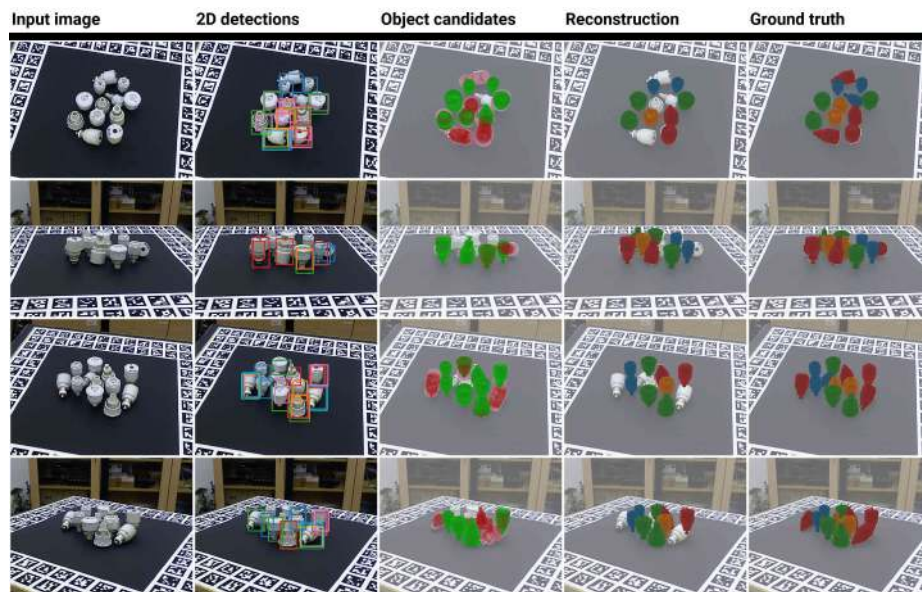 Input image
2D detections
Object candidates
Reconstruction
Ground truth